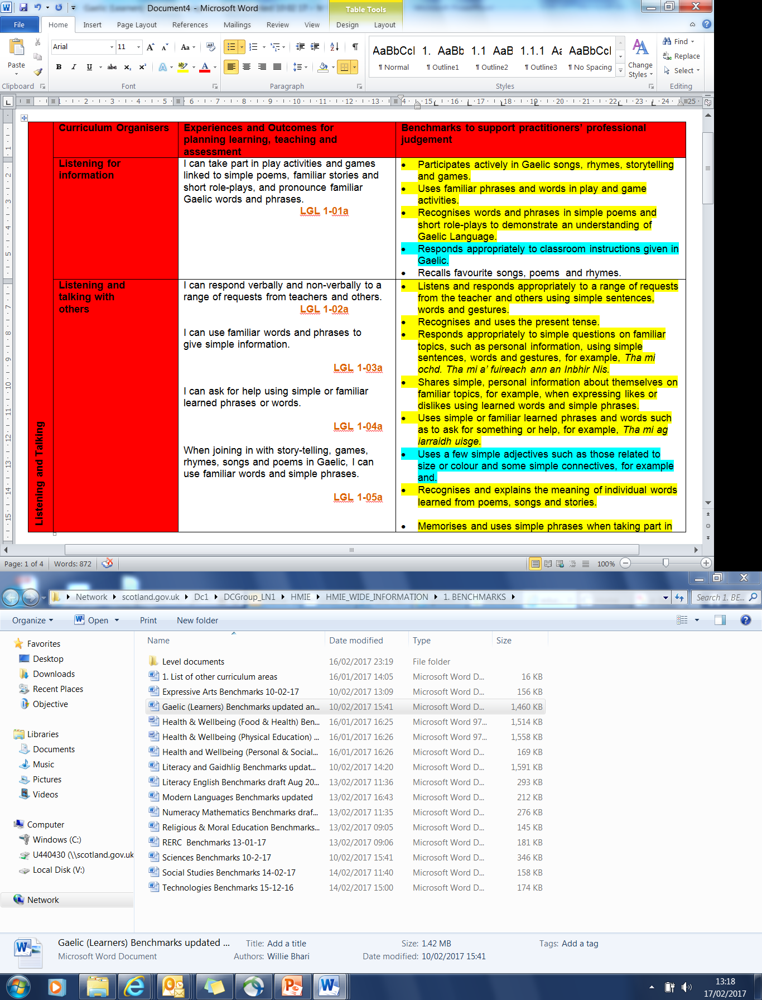 Document4 - Microsoft Word
Table Tools
File Home Insert Page Layout References Mailings Review View Design Layout
Arial 11
Paste
Clipboard Font Paragraph Styles Editing
AaBbCcI 1. AaBb 1.1 AaB 1.1.1 Aa AaBbCcI
¶ Normal ¶ Outline1 ¶ Outline2 ¶ Outline3 ¶ No Spacing
Change
Styles
Find
Replace
Select
Curriculum Organisers
Experiences and Outcomes for
planning learning, teaching and
assessment
Benchmarks to support practitioners’ professional
judgement
Listening and Talking
Listening for
information
I can take part in play activities and games
linked to simple poems, familiar stories and
short role-plays, and pronounce familiar
Gaelic words and phrases.
LGL 1-01a
• Participates actively in Gaelic songs, rhymes, storytelling
and games.
• Uses familiar phrases and words in play and game
activities.
• Recognises words and phrases in simple poems and
short role-plays to demonstrate an understanding of
Gaelic Language.
• Responds appropriately to classroom instructions given in
Gaelic.
• Recalls favourite songs, poems and rhymes.
Listening and
talking with
others
I can respond verbally and non-verbally to a
range of requests from teachers and others.
LGL 1-02a
I can use familiar words and phrases to
give simple information.
LGL 1-03a
I can ask for help using simple or familiar
learned phrases or words.
LGL 1-04a
When joining in with story-telling, games,
rhymes, songs and poems in Gaelic, I can
use familiar words and simple phrases.
LGL 1-05a
• Listens and responds appropriately to a range of requests
from the teacher and others using simple sentences,
words and gestures.
• Recognises and uses the present tense.
• Responds appropriately to simple questions on familiar
topics, such as personal information, using simple
sentences, words and gestures, for example, Tha mi
ochd. Tha mi a’ fuireach ann an Inbhir Nis.
• Shares simple, personal information about themselves on
familiar topics, for example, when expressing likes or
dislikes using learned words and simple phrases.
• Uses simple or familiar learned phrases and words such
as to ask for something or help, for example, Tha mi ag
iarraidh uisge.
• Uses a few simple adjectives such as those related to
size or colour and some simple connectives, for example
and.
• Recognises and explains the meaning of individual words
learned from poems, songs and stories.
• Memorises and uses simple phrases when taking part in
Page: 1 of 4 Words: 872 100%
Network scotland.gov.uk Dc1 DCGroup_LN1 HMIE HMIE_WIDE_INFORMATION 1. BENCHMARKS
Search 1. BE...
Organize Open Print New folder
Favorites
Desktop
Downloads
Recent Places
Objective
Libraries
Documents
Music
Pictures
Videos
Computer
Windows (C:)
U440430 (\\scotland.gov.uk
Local Disk (V:)
Network
Name Date modified Type Size
Level documents 16/02/2017 23:19 File folder
1. List of other curriculum areas 16/01/2017 14:05 Microsoft Word D... 16 KB
Expressive Arts Benchmarks 10-02-17 10/02/2017 13:09 Microsoft Word D... 156 KB
Gaelic (Learners) Benchmarks updated an... 10/02/2017 15:41 Microsoft Word D... 1,460 KB
Health & Wellbeing (Food & Health) Ben... 16/01/2017 16:25 Microsoft Word 97... 1,514 KB
Health & Wellbeing (Physical Education) ... 16/01/2017 16:26 Microsoft Word 97... 1,558 KB
Health and Wellbeing (Personal & Social... 16/01/2017 16:26 Microsoft Word D... 169 KB
Literacy and Gaidhlig Benchmarks updat... 10/02/2017 14:20 Microsoft Word D... 1,591 KB
Literacy English Benchmarks draft Aug 20... 13/02/2017 11:36 Microsoft Word D... 293 KB
Modern Languages Benchmarks updated 13/02/2017 16:43 Microsoft Word D... 212 KB
Numeracy Mathematics Benchmarks draf... 13/02/2017 11:35 Microsoft Word D... 276 KB
Religious & Moral Education Benchmarks... 13/02/2017 09:05 Microsoft Word D... 145 KB
RERC Benchmarks 13-01-17 13/02/2017 09:06 Microsoft Word D... 181 KB
Sciences Benchmarks 10-2-17 10/02/2017 15:41 Microsoft Word D... 346 KB
Social Studies Benchmarks 14-02-17 14/02/2017 11:40 Microsoft Word D... 158 KB
Technologies Benchmarks 15-12-16 14/02/2017 15:00 Microsoft Word D... 174 KB
Gaelic (Learners) Benchmarks updated ... Title: Add a title Size: 1.42 MB Tags: Add a tag
Microsoft Word Document Authors: Willie Bhari Date modified: 10/02/2017 15:41
13:18
17/02/2017